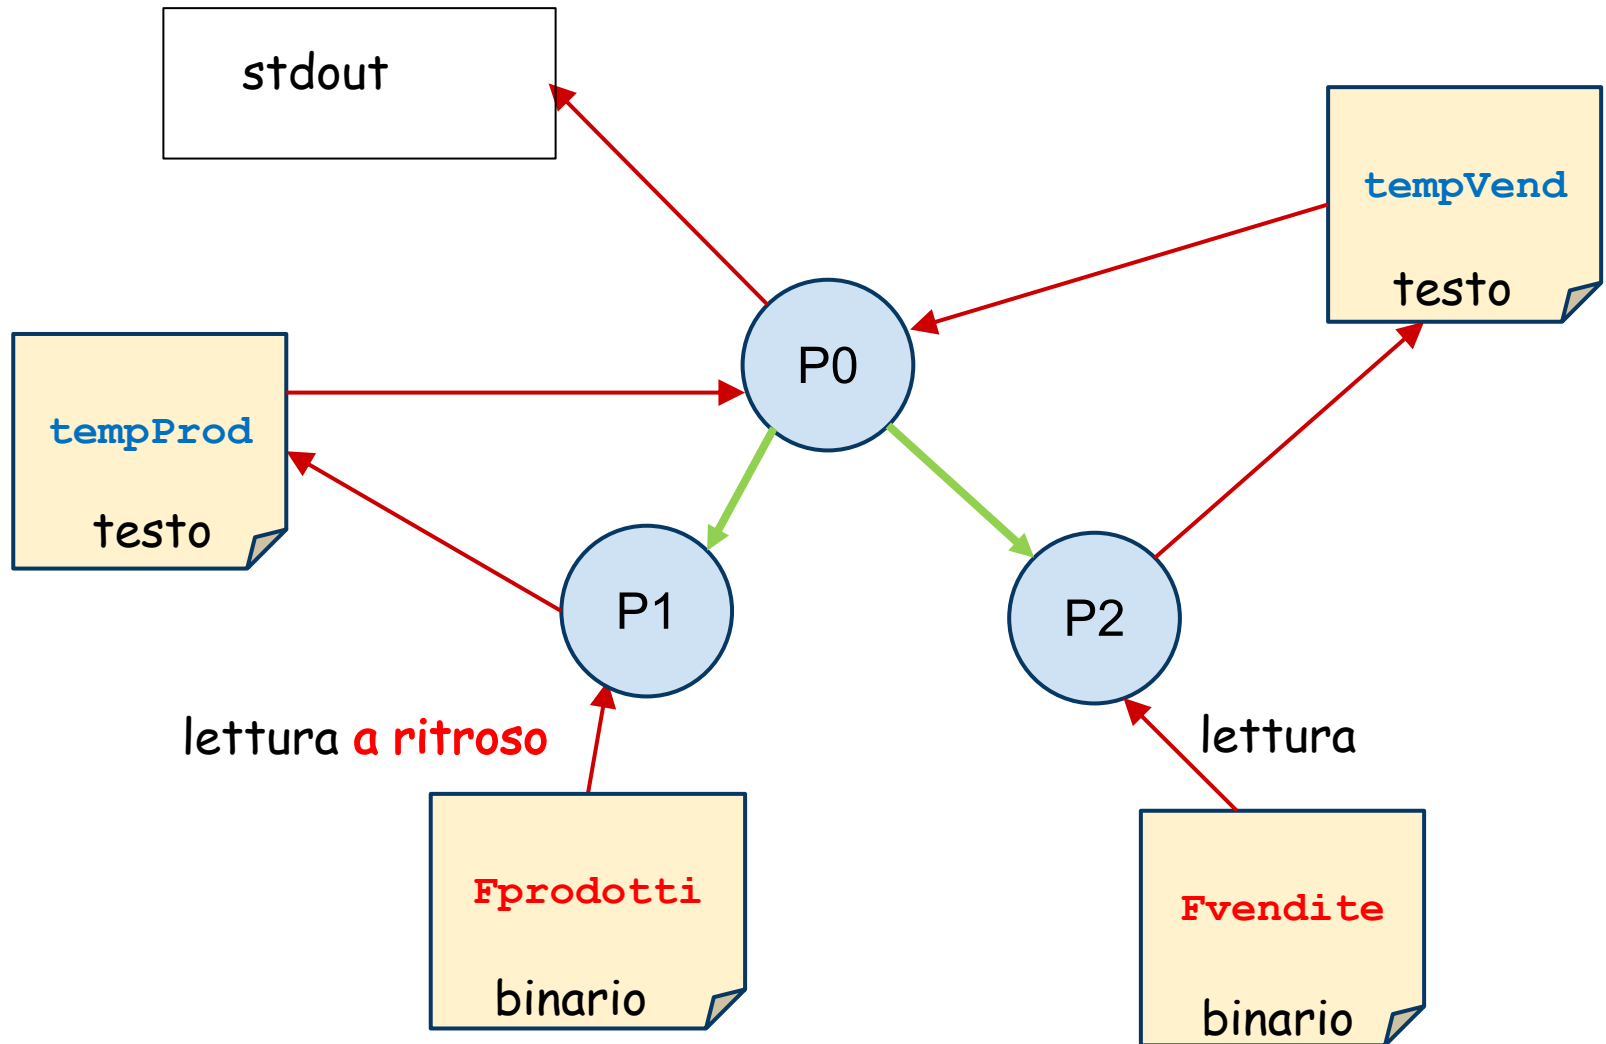 stdout
tempVend
testo
P0
tempProd
testo
P1
P2
lettura a ritroso
lettura
Fprodotti
binario
Fvendite
binario